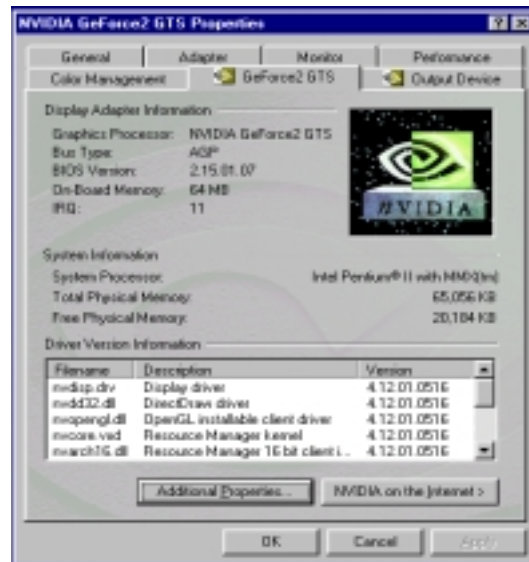 NVIDIA GeForce2 GTS Properties
General Adapter Monitor Performance
Color Management GeForce2 GTS Output Device
Display Adapter Information
Graphics Processor: NVIDIA GeForce2 GTS
Bus Type: AGP
BIOS Version: 2.15.01.07
On-Board Memory: 64 MB
IRQ: 11
NVIDIA
System Information
System Processor: Intel Pentium® II with MMX(tm)
Total Physical Memory: 65,056 KB
Free Physical Memory: 20,184 KB
Driver Version Information
Filename Description Version
nvdisp.drv Display driver 4.12.01.0516
nvdd32.dll DirectDraw driver 4.12.01.0516
nvopengl.dll OpenGL installable client driver 4.12.01.0516
nvcore.vxd Resource Manager kernel 4.12.01.0516
nvarch16.dll Resource Manager 16 bit client i... 4.12.01.0516
Additional Properties... NVIDIA on the Internet >
OK Cancel Apply